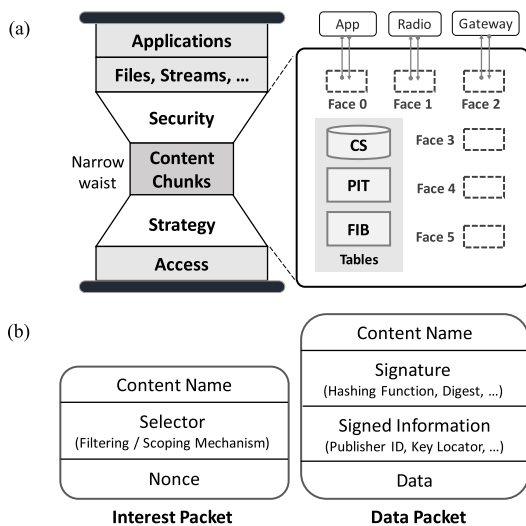 (a)
Applications
Files, Streams, ...
Security
Narrow
waist
Content
Chunks
Strategy
Access
App
Radio
Gateway
Face 0
Face 1
Face 2
CS
Face 3
PIT
Face 4
FIB
Face 5
Tables
(b)
Content Name
Selector
(Filtering / Scoping Mechanism)
Nonce
Interest Packet
Content Name
Signature
(Hashing Function, Digest, ...)
Signed Information
(Publisher ID, Key Locator, ...)
Data
Data Packet